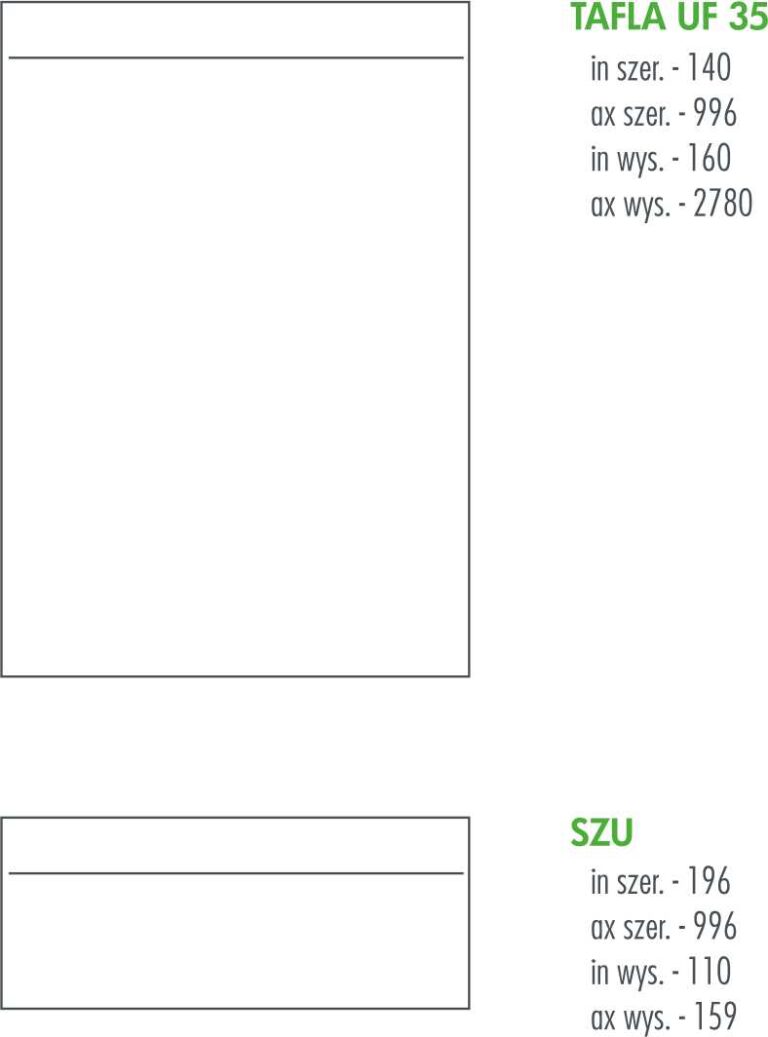 TAFLA UF 35
in szer. - 140
ax szer. - 996
in wys. - 160
ax wys. - 2780
SZU
in szer. - 196
ax szer. - 996
in wys. - 110
ax wys. - 159